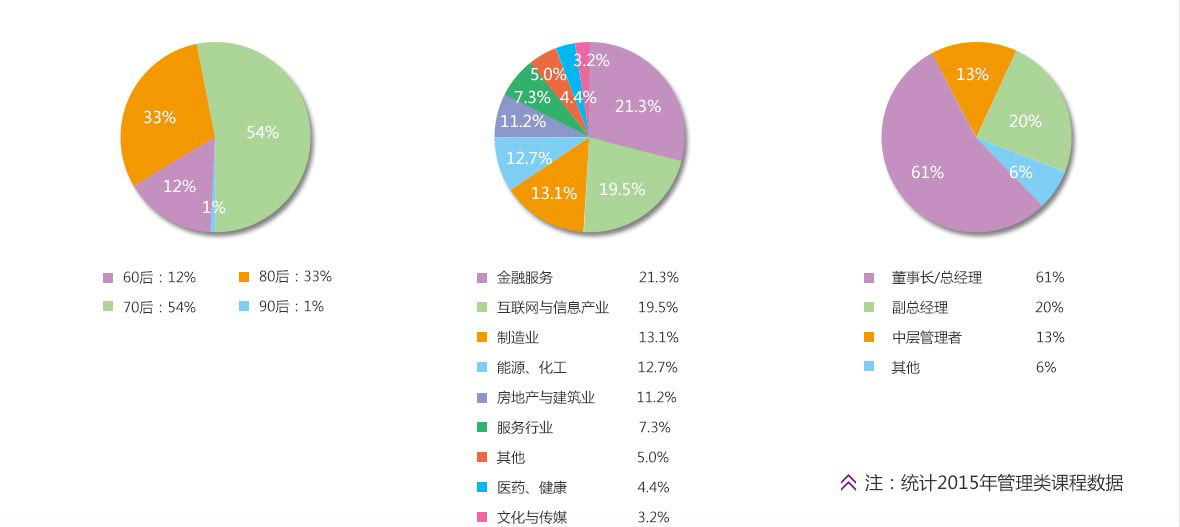 33%
54%
12%
1%
60后：12%
80后：33%
70后：54%
90后：1%
3.2%
5.0%
4.4%
7.3%
21.3%
11.2%
12.7%
13.1%
19.5%
金融服务 21.3%
互联网与信息产业 19.5%
制造业 13.1%
能源、化工 12.7%
房地产与建筑业 11.2%
服务行业 7.3%
其他 5.0%
医药、健康 4.4%
文化与传媒 3.2%
13%
20%
61%
6%
董事长/总经理 61%
副总经理 20%
中层管理者 13%
其他 6%
注：统计2015年管理类课程数据